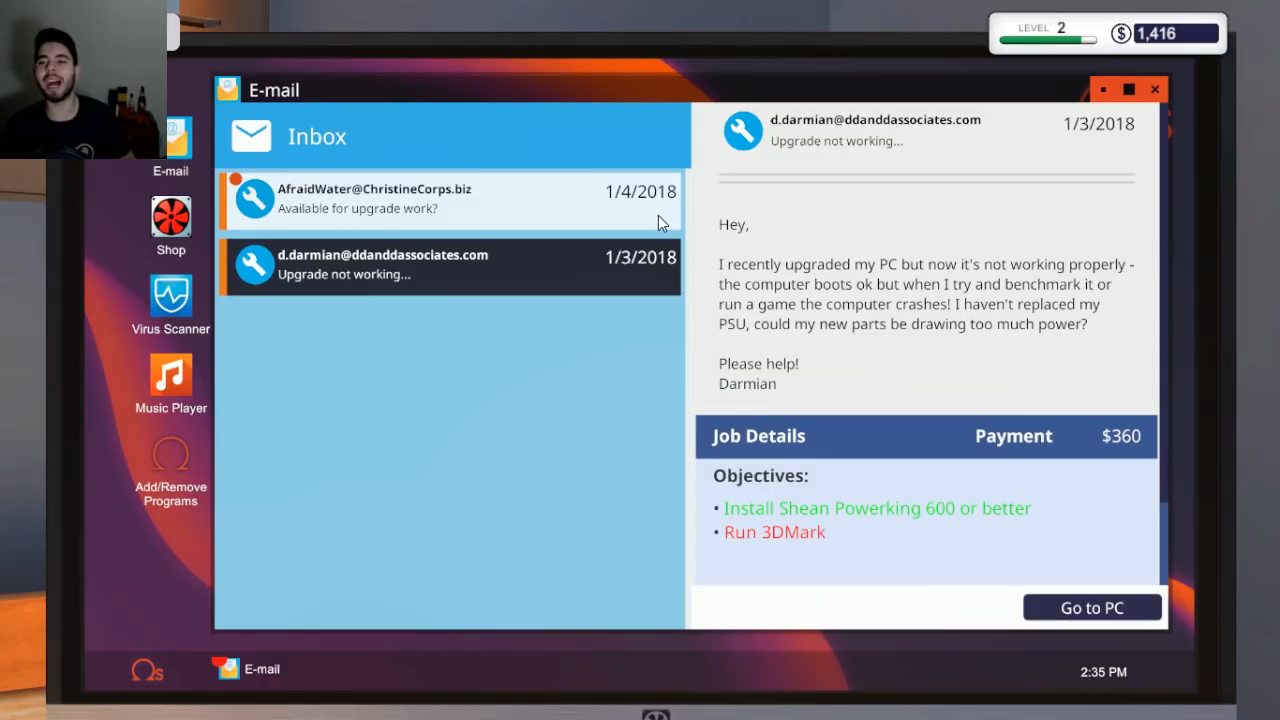 LEVEL 2
$ 1,416
E-mail
Inbox
AfraidWater@ChristineCorps.biz
1/4/2018
Available for upgrade work?
d.darmian@ddanddassociates.com
1/3/2018
Upgrade not working...
d.darmian@ddanddassociates.com
1/3/2018
Upgrade not working...
Hey,
I recently upgraded my PC but now it's not working properly -
the computer boots ok but when I try and benchmark it or
run a game the computer crashes! I haven't replaced my
PSU, could my new parts be drawing too much power?
Please help!
Darmian
Job Details Payment $360
Objectives:
• Install Shean Powerking 600 or better
• Run 3DMark
Go to PC
E-mail
Shop
Virus Scanner
Music Player
Add/Remove
Programs
Ωs
E-mail
2:35 PM